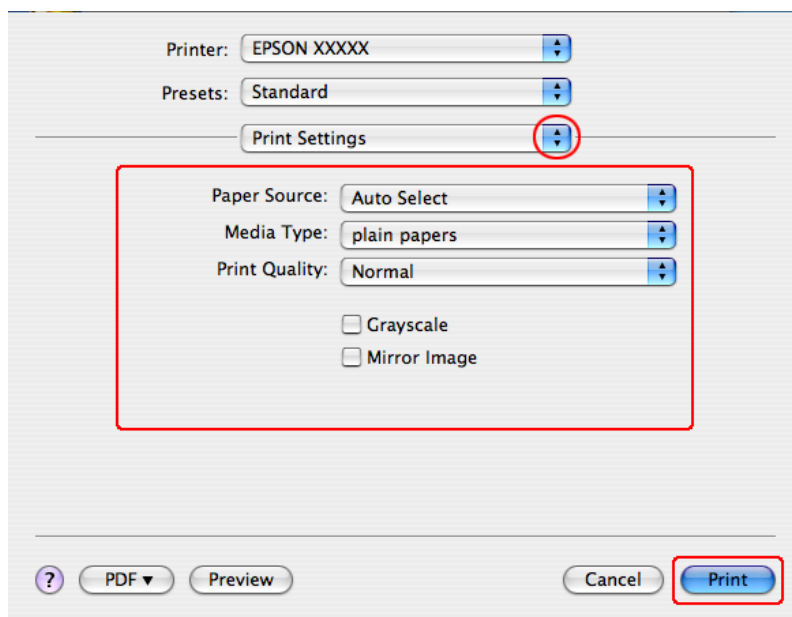 Printer: EPSON XXXXX
Presets: Standard
Print Settings
Paper Source: Auto Select
Media Type: plain papers
Print Quality: Normal
Grayscale
Mirror Image
? PDF ▼ Preview Cancel Print